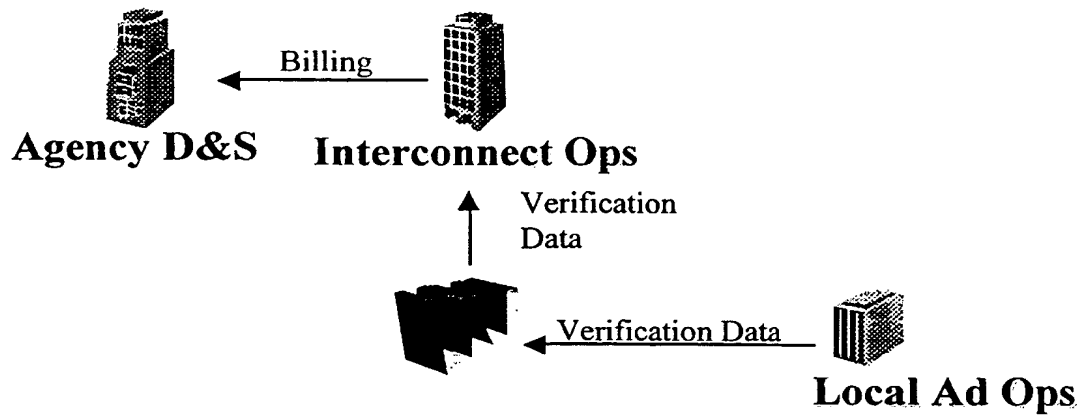 Billing
Agency D&S
Interconnect Ops
Verification
Data
Verification Data
Local Ad Ops